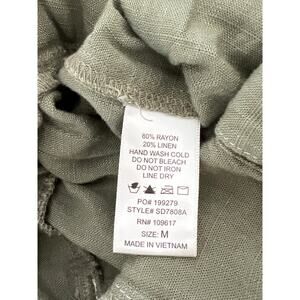 80% RAYON
20% LINEN
HAND WASH COLD
DO NOT BLEACH
DO NOT IRON
LINE DRY
PO# 199279
STYLE# SD7808A
RN# 109617
SIZE: M
MADE IN VIETNAM